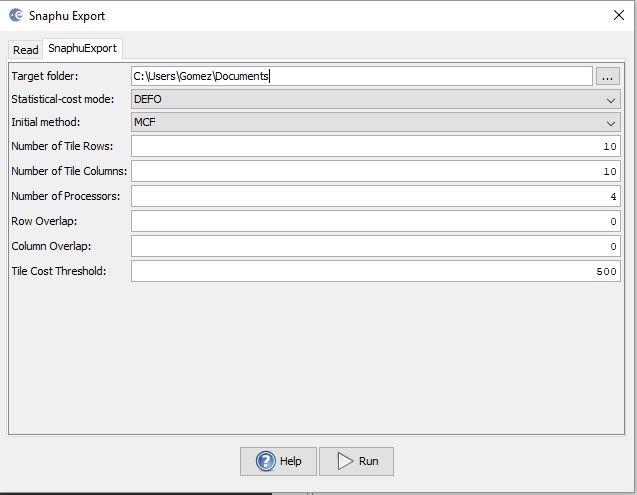 Snaphu Export
Read SnaphuExport
Target folder: C:\Users\Gomez\Documents ...
Statistical-cost mode: DEFO
Initial method: MCF
Number of Tile Rows: 10
Number of Tile Columns: 10
Number of Processors: 4
Row Overlap: 0
Column Overlap: 0
Tile Cost Threshold: 500
Help Run